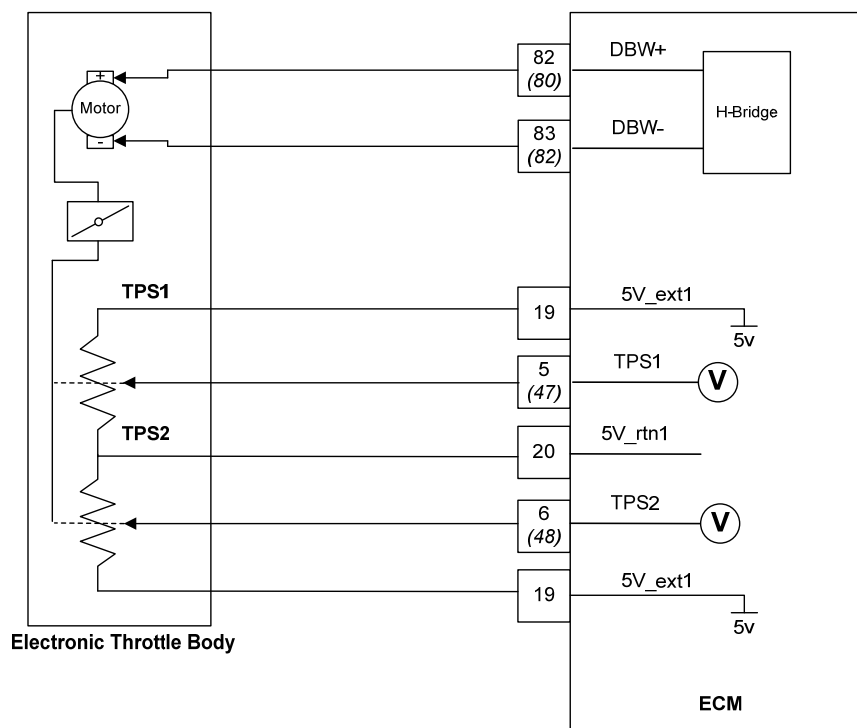 82
(80)
DBW+
+
Motor
-
H-Bridge
83
(82)
DBW-
TPS1
19
5V_ext1
5v
5
(47)
TPS1
V
TPS2
20
5V_rtn1
6
(48)
TPS2
V
19
5V_ext1
5v
Electronic Throttle Body
ECM